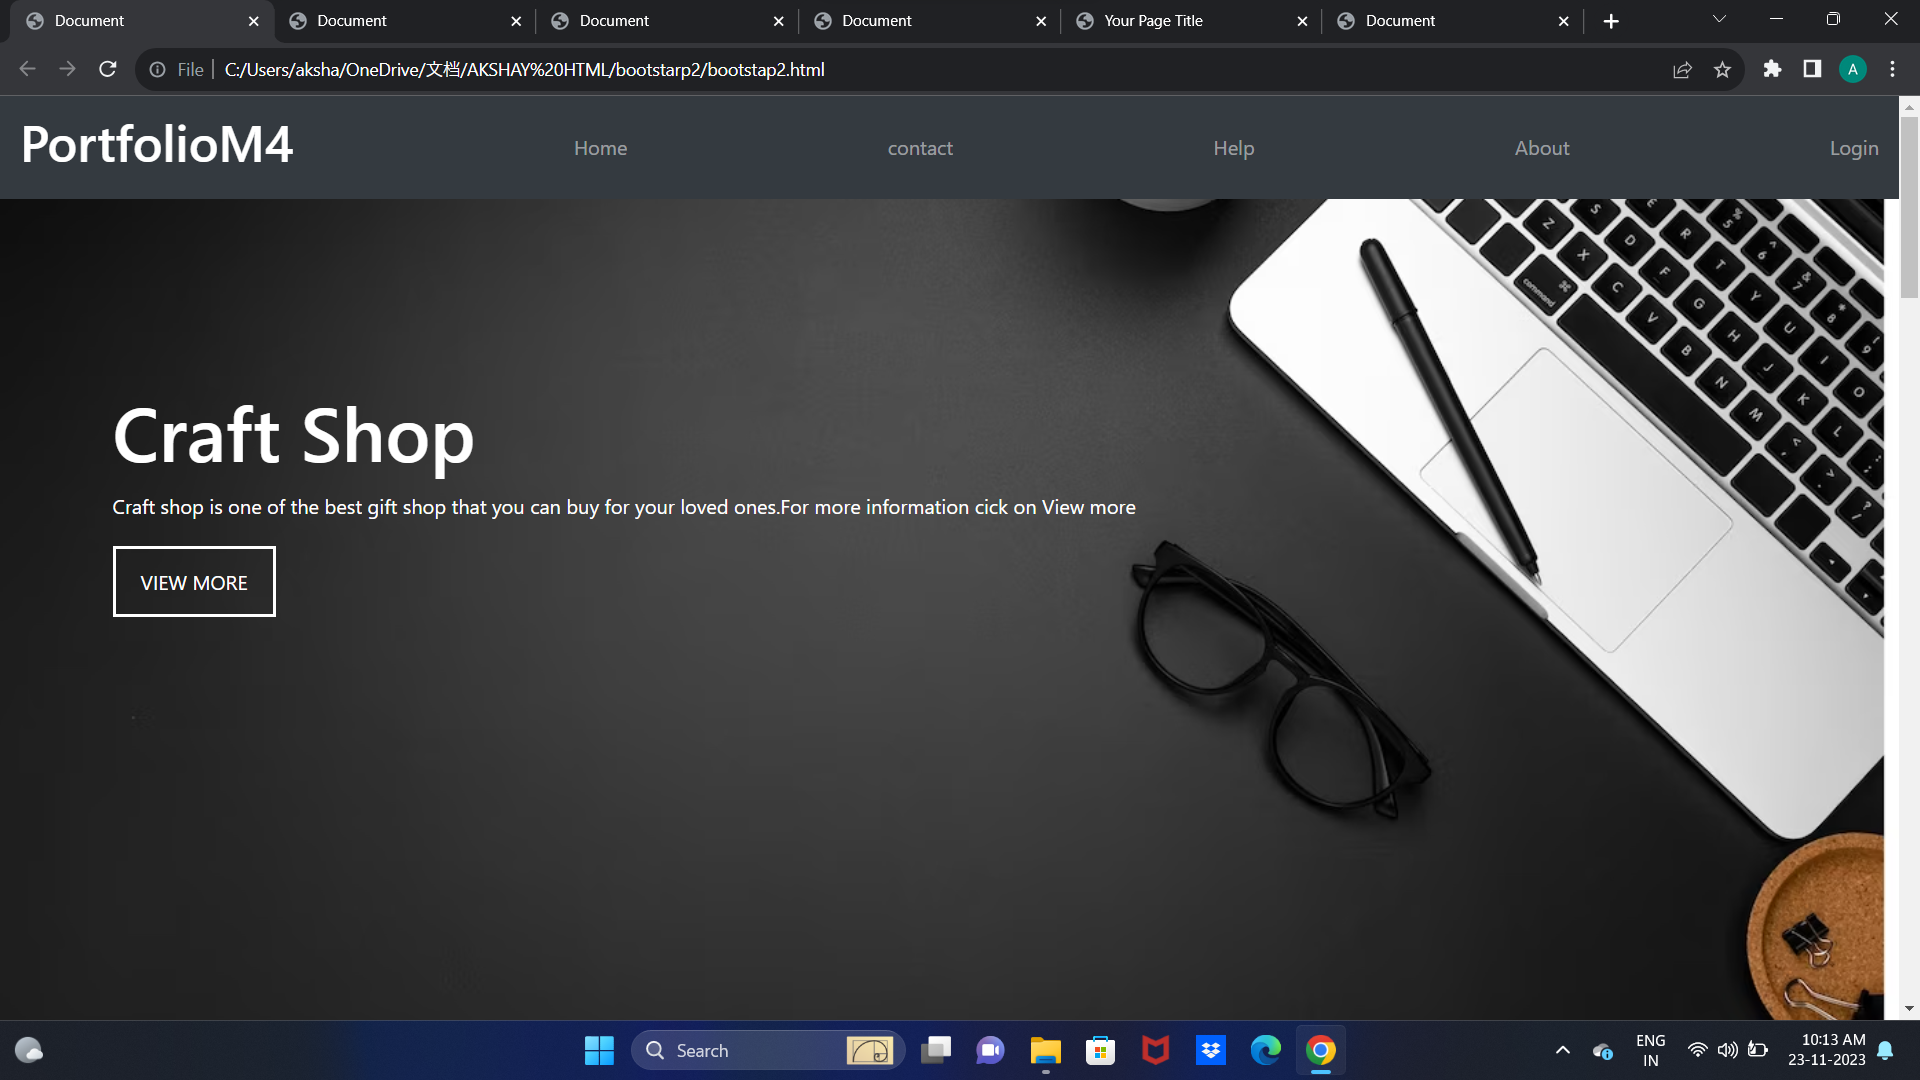 Document
Document
Document
Document
Your Page Title
Document
File
C:/Users/aksha/OneDrive/文档/AKSHAY%20HTML/bootstarp2/bootstap2.html
A
PortfolioM4
Home
contact
Help
About
Login
Craft Shop
Craft shop is one of the best gift shop that you can buy for your loved ones.For more information cick on View more
VIEW MORE
command
Search
ENG
IN
10:13 AM
23-11-2023